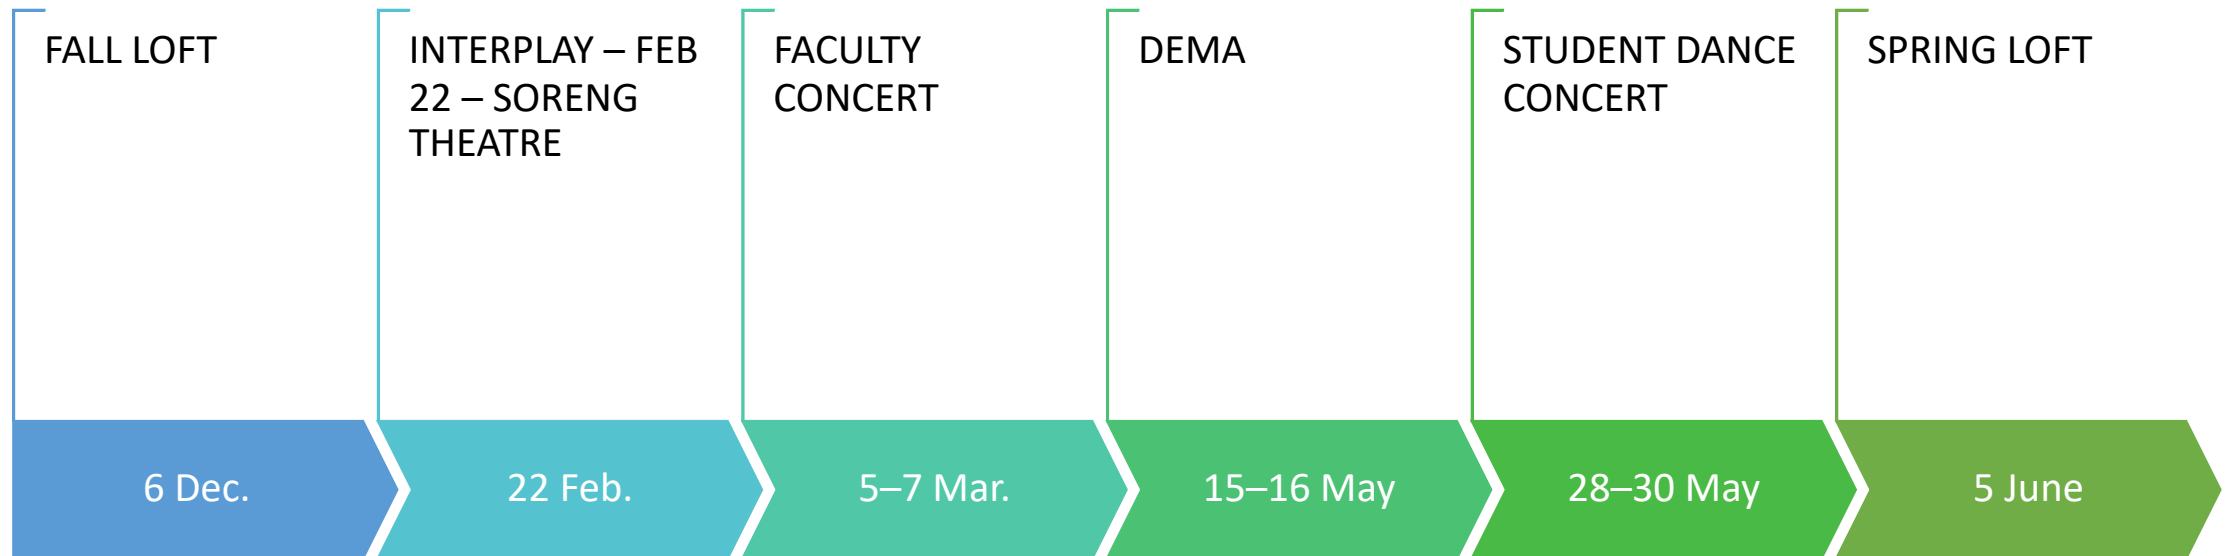 FALL LOFT
INTERPLAY – FEB
22 – SORENG
THEATRE
FACULTY
CONCERT
DEMA
STUDENT DANCE
CONCERT
SPRING LOFT
6 Dec.
22 Feb.
5–7 Mar.
15–16 May
28–30 May
5 June